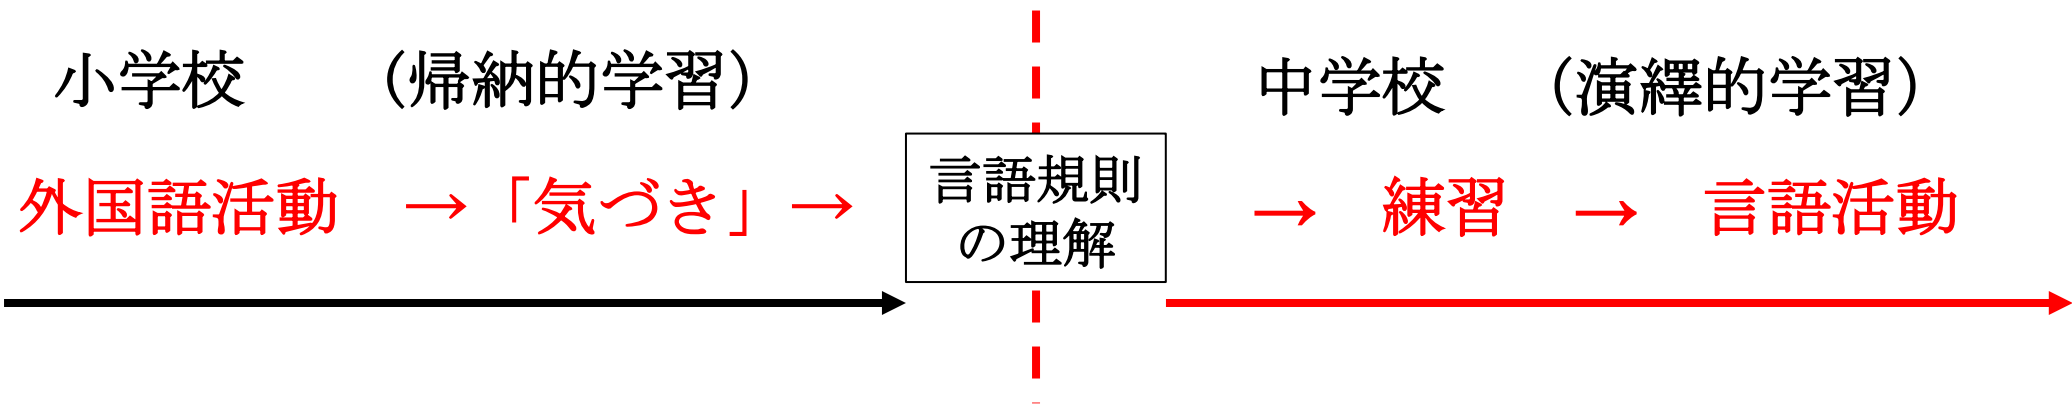 小学校 （帰納的学習）
中学校 （演繹的学習）
外国語活動 →「気づき」→
言語規則
の理解
→ 練習 → 言語活動